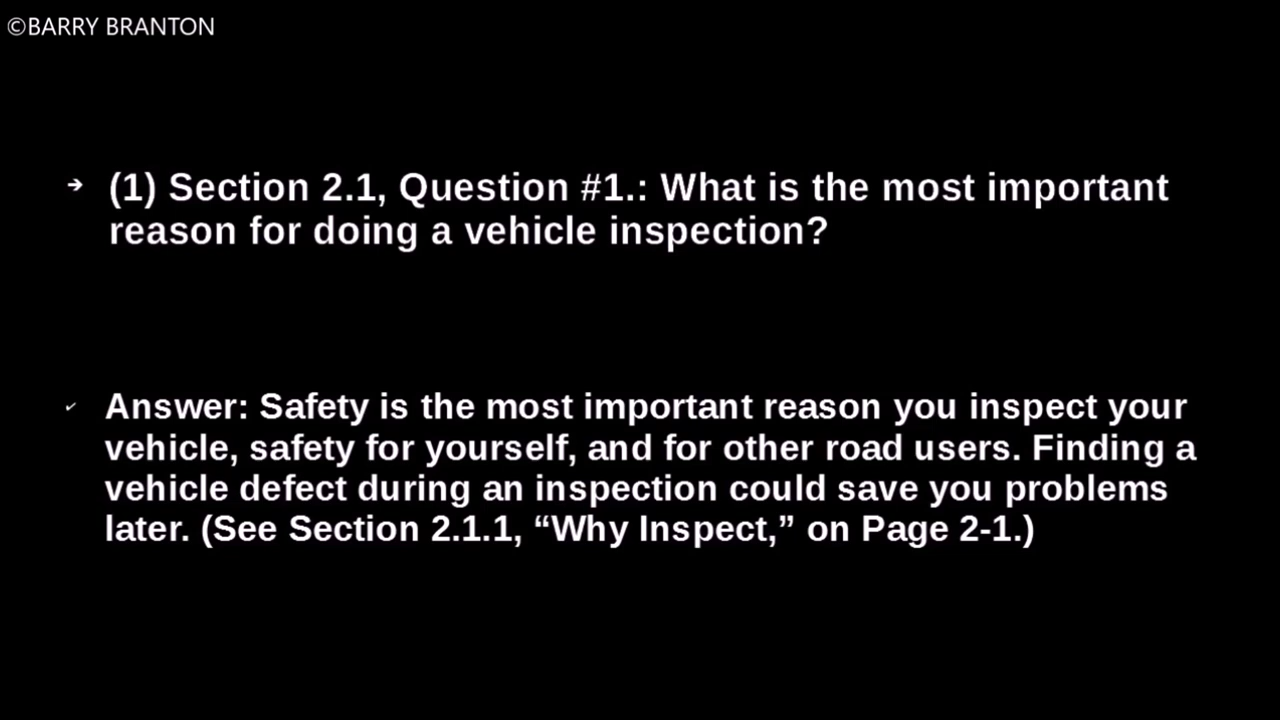 ©BARRY BRANTON
➔ (1) Section 2.1, Question #1.: What is the most important
reason for doing a vehicle inspection?
✓ Answer: Safety is the most important reason you inspect your
vehicle, safety for yourself, and for other road users. Finding a
vehicle defect during an inspection could save you problems
later. (See Section 2.1.1, “Why Inspect,” on Page 2-1.)